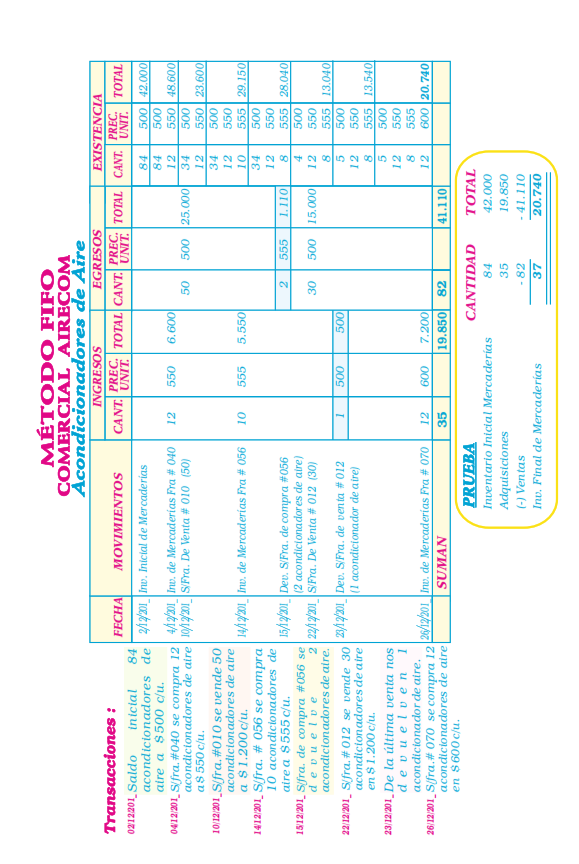 MÉTODO FIFO
COMERCIAL AIRECOM
Acondicionadores de Aire
Transacciones :
02/12/201_ Saldo inicial 84
acondicionadores de
aire a $500 c/u.
04/12/201_ S/fra.#040 se compra 12
acondicionadores de aire
a $ 550 c/u.
10/12/201_ S/fra.#010 se vende 50
acondicionadores de aire
a $ 1.200 c/u.
14/12/201_ S/fra. # 056 se compra
10 acondicionadores de
aire a $ 555 c/u.
15/12/201_ S/fra. de compra #056 se
devuelve 2
acondicionadores de aire.
22/12/201_ S/fra.# 012 se vende 30
acondicionadores de aire
en $ 1.200 c/u.
23/12/201_ De la última venta nos
devuelven 1
acondicionador de aire.
26/12/201_ S/fra.# 070 se compra 12
acondicionadores de aire
en $ 600 c/u.
INGRESOS EGRESOS EXISTENCIA
FECHA MOVIMIENTOS CANT. PREC. UNIT. TOTAL CANT. PREC. UNIT. TOTAL CANT. PREC. UNIT. TOTAL
2/12/201_ Inv. Inicial de Mercaderías 84 500 42.000
84 500
4/12/201_ Inv. de Mercaderías Fra # 040 12 550 6.600 12 550 48.600
10/12/201_ S/Fra. De Venta # 010 (50) 50 500 25.000 34 500
12 550 23.600
34 500
12 550
14/12/201_ Inv. de Mercaderías Fra # 056 10 555 5.550 10 555 29.150
34 500
12 550
15/12/201_ Dev. S/Fra. de compra #056 2 555 1.110 8 555 28.040
(2 acondicionadores de aire) 4 500
22/12/201_ S/Fra. De Venta # 012 (30) 30 500 15.000 12 550
8 555 13.040
23/12/201_ Dev. S/Fra. de venta # 012 1 500 500 5 500
(1 acondicionador de aire) 12 550
8 555 13.540
5 500
12 550
8 555
26/12/201_ Inv. de Mercaderías Fra # 070 12 600 7.200 12 600 20.740
SUMAN 35 19.850 82 41.110
PRUEBA CANTIDAD TOTAL
Inventario Inicial Mercaderías 84 42.000
Adquisiciones 35 19.850
(-) Ventas - 82 - 41.110
Inv. Final de Mercaderías 37 20.740